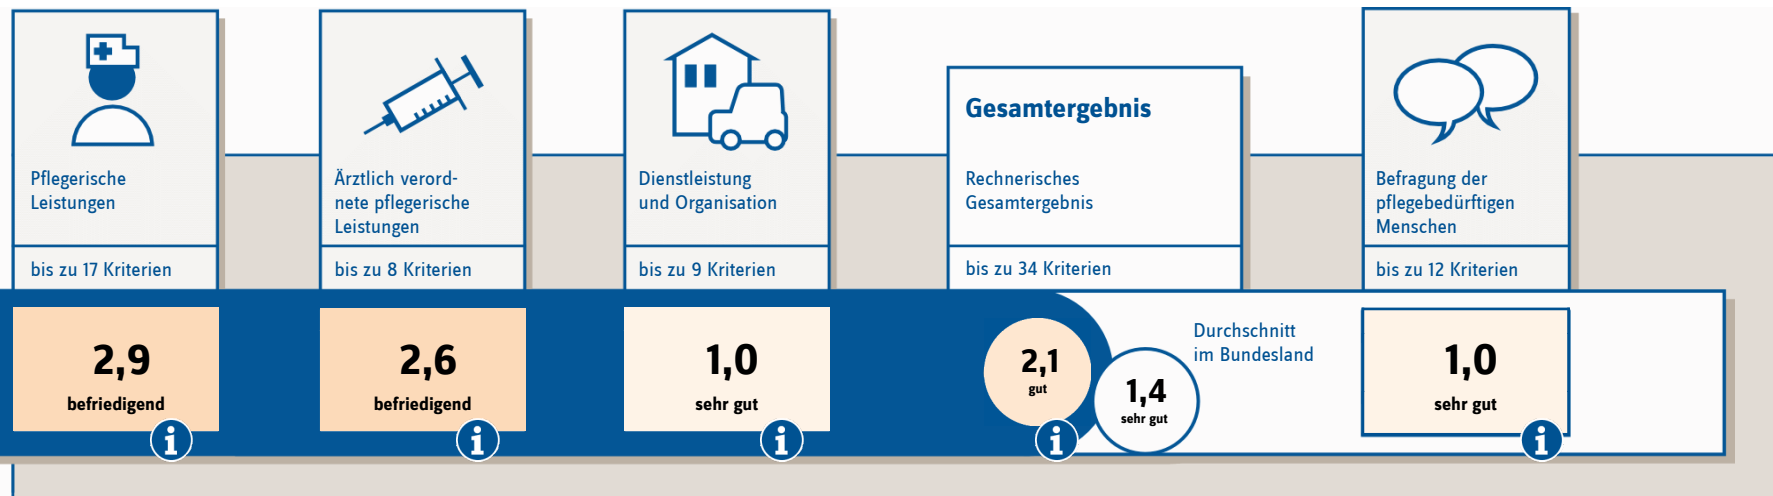 Pflegerische
Leistungen
bis zu 17 Kriterien
2,9
befriedigend
i
Ärztlich verord-
nete pflegerische
Leistungen
bis zu 8 Kriterien
2,6
befriedigend
i
Dienstleistung
und Organisation
bis zu 9 Kriterien
1,0
sehr gut
i
Gesamtergebnis
Rechnerisches
Gesamtergebnis
bis zu 34 Kriterien
2,1
gut
i
1,4
sehr gut
Durchschnitt
im Bundesland
Befragung der
pflegebedürftigen
Menschen
bis zu 12 Kriterien
1,0
sehr gut
i